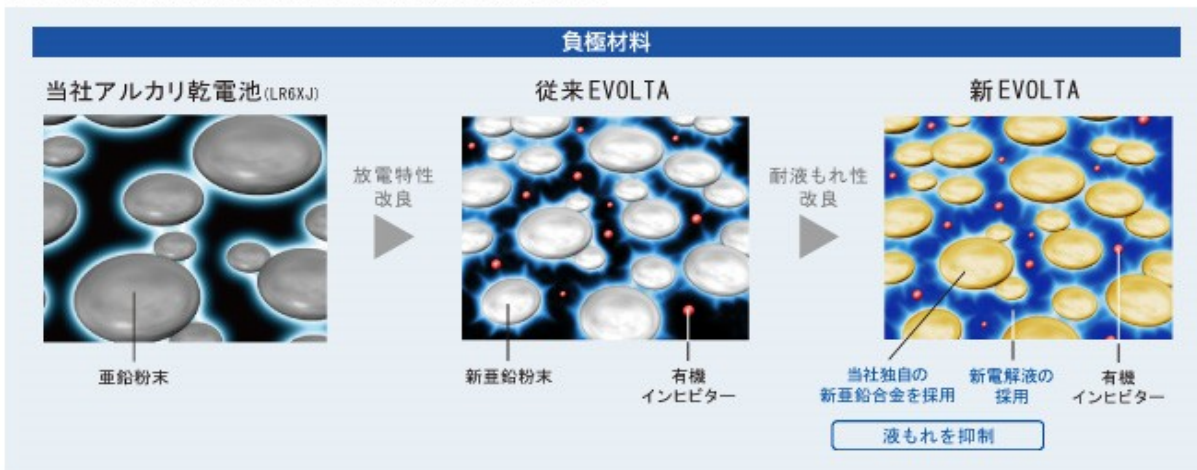 負極材料
当社アルカリ乾電池(LR6XJ)
従来EVOLTA
新EVOLTA
放電特性
改良
耐液もれ性
改良
亜鉛粉末
新亜鉛粉末
有機
インヒビター
当社独自の
新亜鉛合金を採用
新電解液の
採用
有機
インヒビター
液もれを抑制